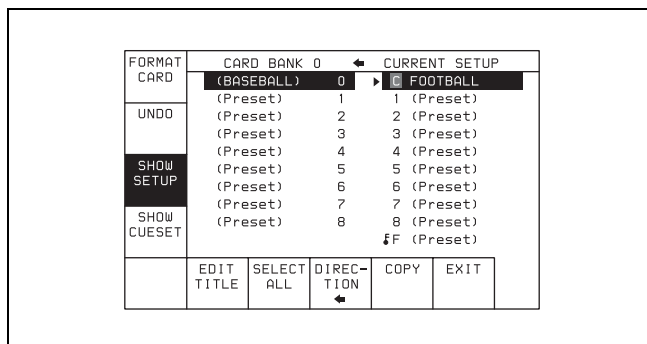 FORMAT CARD
UNDO
SHOW SETUP
SHOW CUESET
CARD BANK 0 ← CURRENT SETUP
(BASEBALL) 0 ▶ C FOOTBALL
(Preset) 1 1 (Preset)
(Preset) 2 2 (Preset)
(Preset) 3 3 (Preset)
(Preset) 4 4 (Preset)
(Preset) 5 5 (Preset)
(Preset) 6 6 (Preset)
(Preset) 7 7 (Preset)
(Preset) 8 8 (Preset)
F (Preset)
EDIT TITLE
SELECT ALL
DIREC-
TION
←
COPY
EXIT